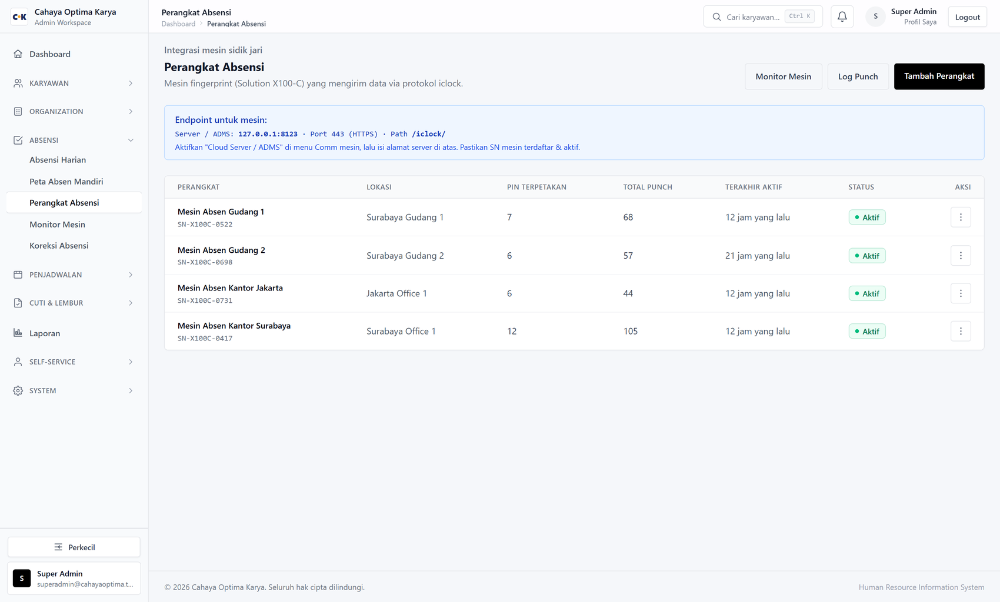 C•K
Cahaya Optima Karya
Admin Workspace
Dashboard
KARYAWAN
ORGANIZATION
ABSENSI
Absensi Harian
Peta Absen Mandiri
Perangkat Absensi
Monitor Mesin
Koreksi Absensi
PENJADWALAN
CUTI & LEMBUR
Laporan
SELF-SERVICE
SYSTEM
Perkecil
S
Super Admin
superadmin@cahayaoptima.t...
Perangkat Absensi
Dashboard > Perangkat Absensi
Cari karyawan... Ctrl K
S
Super Admin
Profil Saya
Logout
Integrasi mesin sidik jari
Perangkat Absensi
Mesin fingerprint (Solution X100-C) yang mengirim data via protokol iclock.
Monitor Mesin
Log Punch
Tambah Perangkat
Endpoint untuk mesin:
Server / ADMS: 127.0.0.1:8123 · Port 443 (HTTPS) · Path /iclock/
Aktifkan "Cloud Server / ADMS" di menu Comm mesin, lalu isi alamat server di atas. Pastikan SN mesin terdaftar & aktif.
PERANGKAT LOKASI PIN TERPETAKAN TOTAL PUNCH TERAKHIR AKTIF STATUS AKSI
Mesin Absen Gudang 1
SN-X100C-0522
Surabaya Gudang 1 7 68 12 jam yang lalu Aktif
Mesin Absen Gudang 2
SN-X100C-0698
Surabaya Gudang 2 6 57 21 jam yang lalu Aktif
Mesin Absen Kantor Jakarta
SN-X100C-0731
Jakarta Office 1 6 44 12 jam yang lalu Aktif
Mesin Absen Kantor Surabaya
SN-X100C-0417
Surabaya Office 1 12 105 12 jam yang lalu Aktif
© 2026 Cahaya Optima Karya. Seluruh hak cipta dilindungi.
Human Resource Information System